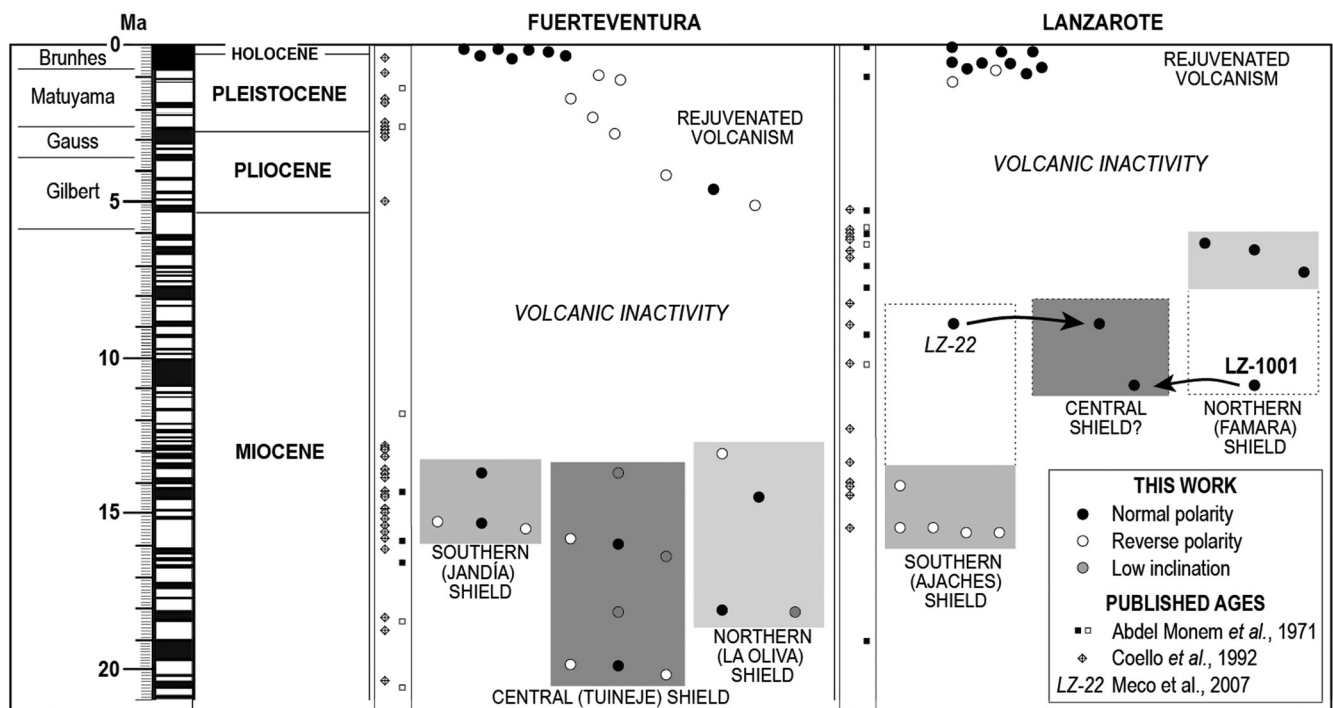 Ma
FUERTEVENTURA
LANZAROTE
0
Brunhes
HOLOCENE
REJUVENATED
VOLCANISM
Matuyama
PLEISTOCENE
REJUVENATED
VOLCANISM
Gauss
VOLCANIC INACTIVITY
PLIOCENE
Gilbert
5
VOLCANIC INACTIVITY
LZ-22
10
LZ-1001
CENTRAL
SHIELD?
NORTHERN
(FAMARA)
SHIELD
MIOCENE
15
SOUTHERN
(JANDÍA)
SHIELD
SOUTHERN
(AJACHES)
SHIELD
NORTHERN
(LA OLIVA)
SHIELD
20
CENTRAL (TUINEJE) SHIELD
THIS WORK
Normal polarity
Reverse polarity
Low inclination
PUBLISHED AGES
Abdel Monem et al., 1971
Coello et al., 1992
LZ-22 Meco et al., 2007